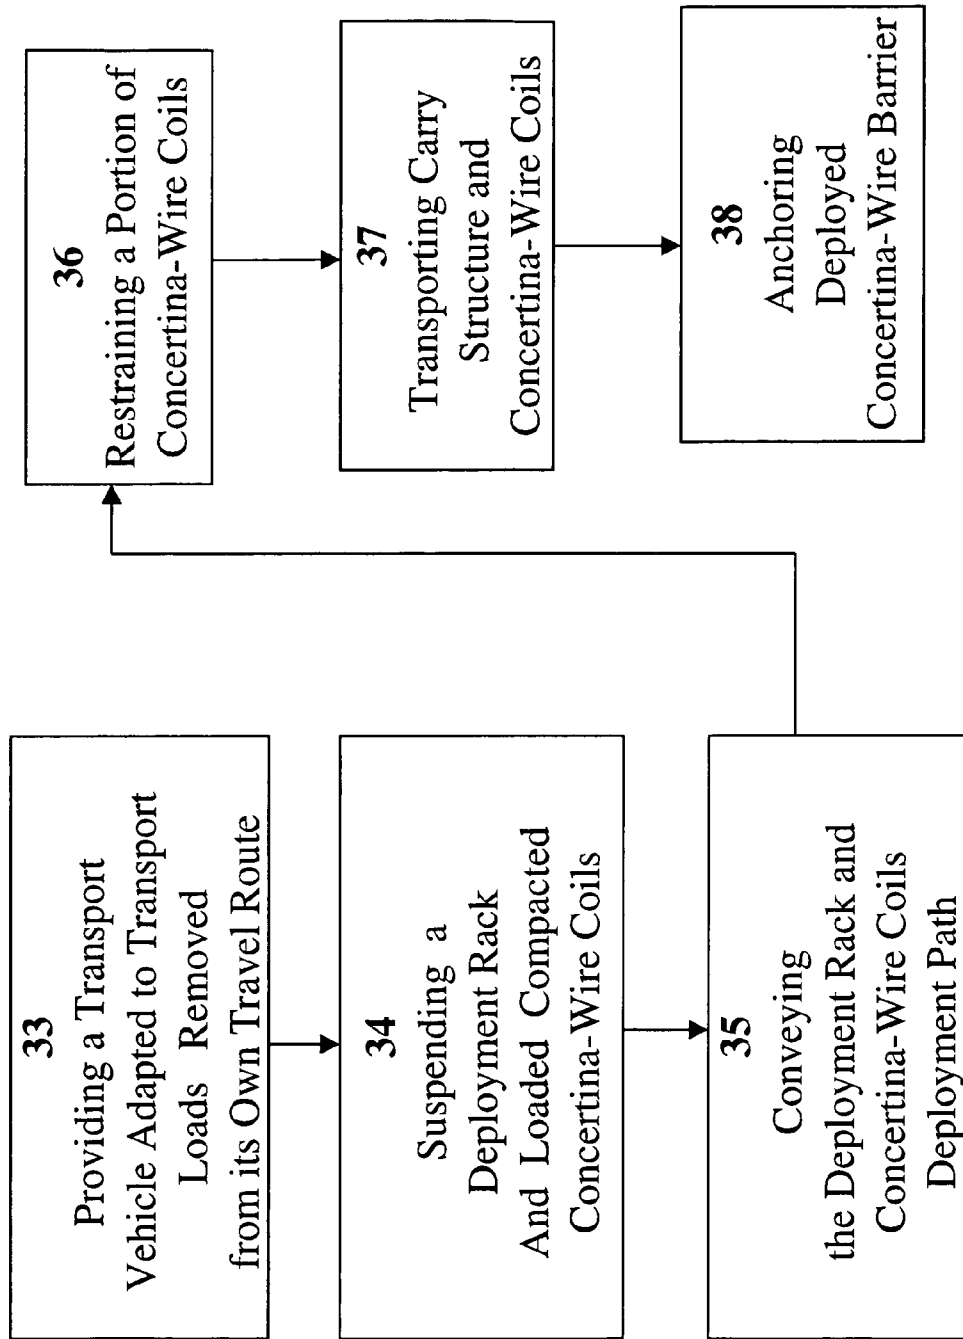 33
Providing a Transport
Vehicle Adapted to Transport
Loads Removed
from its Own Travel Route
34
Suspending a
Deployment Rack
And Loaded Compacted
Concertina-Wire Coils
35
Conveying
the Deployment Rack and
Concertina-Wire Coils
Deployment Path
36
Restraining a Portion of
Concertina-Wire Coils
37
Transporting Carry
Structure and
Concertina-Wire Coils
38
Anchoring
Deployed
Concertina-Wire Barrier